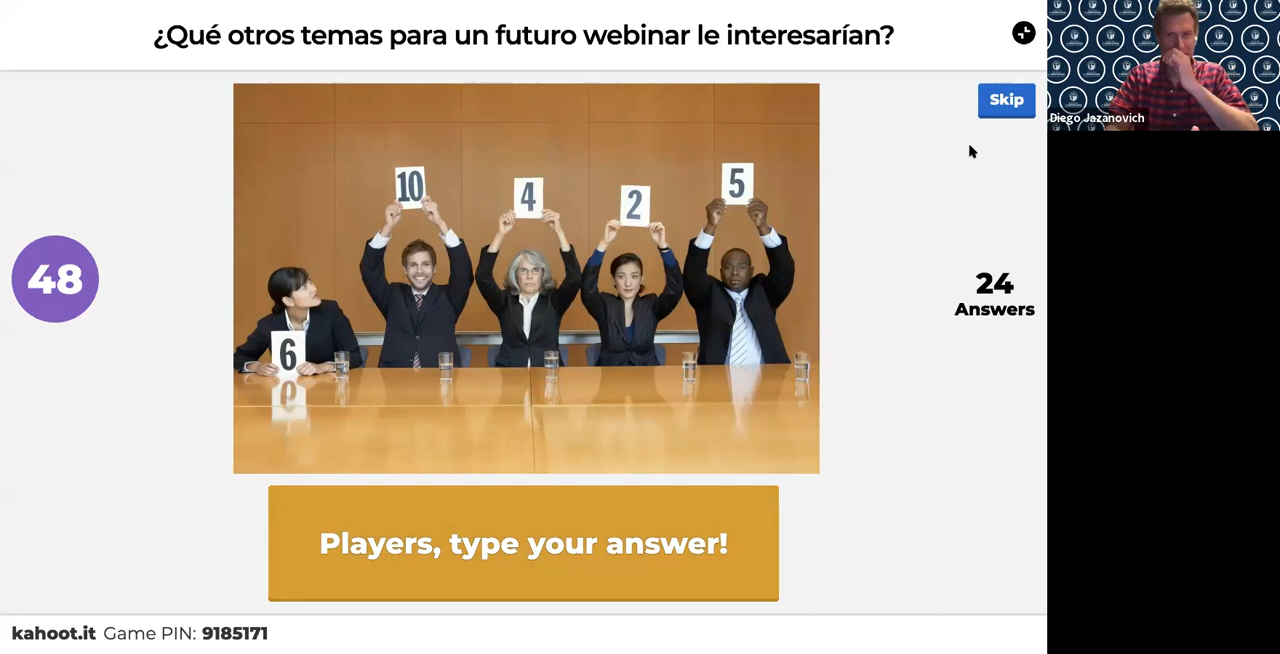 ¿Qué otros temas para un futuro webinar le interesarían?
Skip
Diego Jazanovich
10
4
2
5
6
48
24
Answers
Players, type your answer!
kahoot.it Game PIN: 9185171